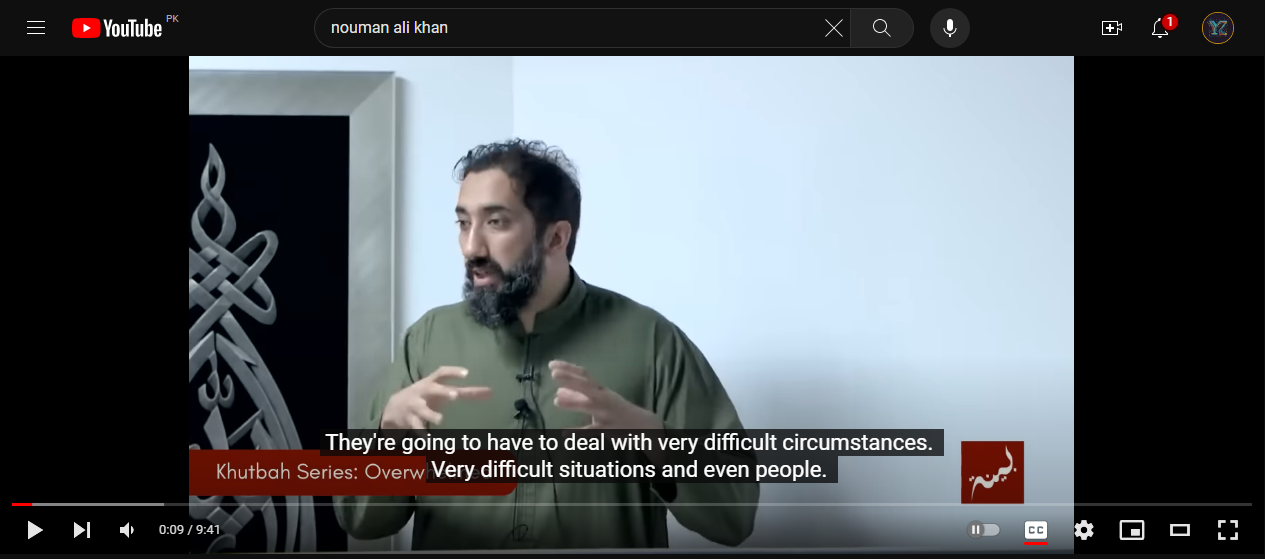 YouTube PK
nouman ali khan
1
They're going to have to deal with very difficult circumstances.
Very difficult situations and even people.
Khutbah Series: Overw
بينة
0:09 / 9:41
CC